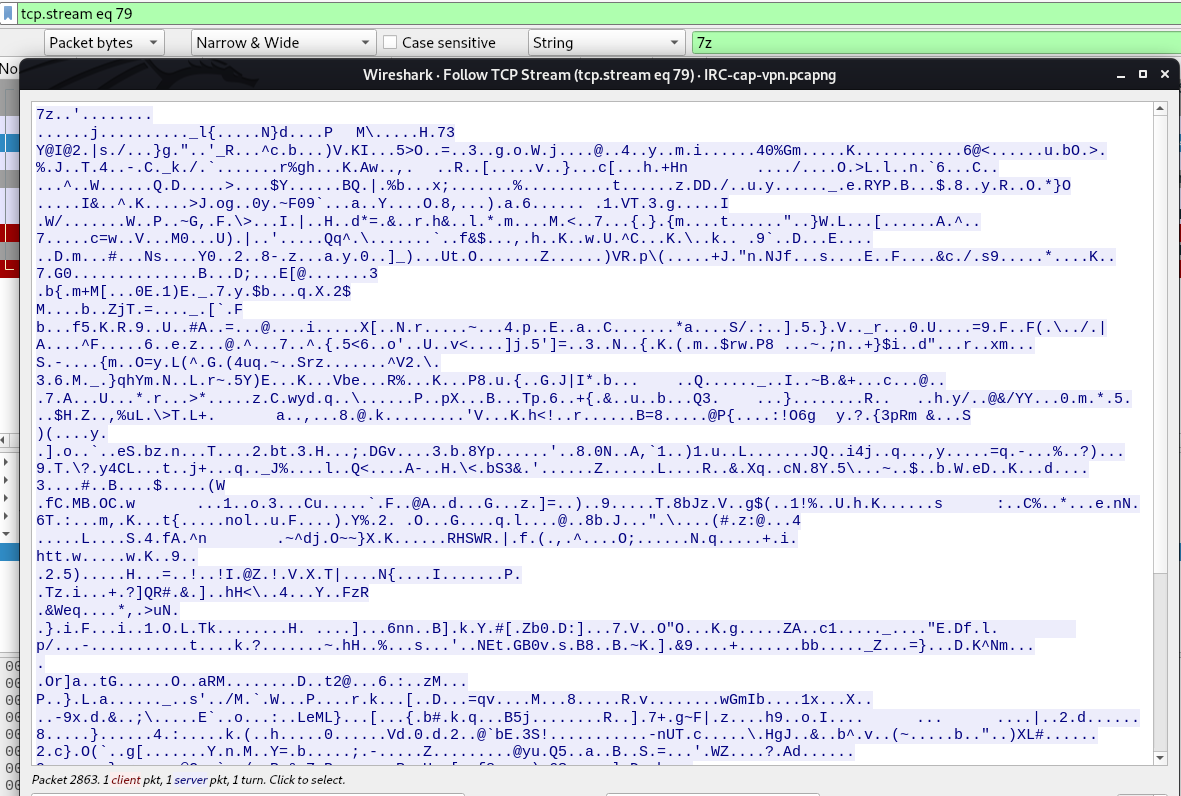 tcp.stream eq 79
Packet bytes Narrow & Wide Case sensitive String 7z
No
Wireshark · Follow TCP Stream (tcp.stream eq 79) · IRC-cap-vpn.pcapng
7z..'........
......j.........._l{.....N}d....P M\.....H.73
Y@I@2.|s./...}g."..'_R...^c.b...)V.KI...5>O..=..3..g.o.W.j....@..4..y..m.i......40%Gm.....K............6@<......u.bO.>.
%.J..T.4..-.C._k./.`.......r%gh...K.Aw..,. ..R..[.....v..}...c[...h.+Hn ..../....O.>L.l..n.`6...C..
...^..W......Q.D.....>....$Y......BQ.|.%b...x;.......%..........t......z.DD./..u.y......_.e.RYP.B...$.8..y.R..O.*}O
.....I&..^.K.....>J.og..0y.~F09`...a..Y....O.8,...).a.6...... .1.VT.3.g.....I
7.....c=w..V...M0...U).|..'.....Qq^.\.......`..f&$...,.h..K..w.U.^C...K.\..k.. .9`..D...E....
..D.m...#...Ns....Y0..2..8-.z...a.y.0..]_)...Ut.O.......Z......)VR.p\(.....+J."n.NJf...s....E..F....&c./.s9.....*....K..
7.G0..............B...D;...E[@.......3
.b{.m+M[...0E.1)E._.7.y.$b...q.X.2$
M....b..ZjT.=...._.[`.F
b...f5.K.R.9..U..#A..=...@....i.....X[..N.r.....~...4.p..E..a..C.......*a....S/.:..].5.}.V.._r...0.U....=9.F..F(.\../.|
A....^F.....6..e.z...@.^...7..^.{.5<6..o'..U..v<....]j.5']=..3..N..{.K.(.m..$rw.P8 ...~.;n..+}$i..d"...r..xm...
S.-....{m..O=y.L(^.G.(4uq.~..Srz.......^V2.\.
3.6.M._.}qhYm.N..L.r~.5Y)E...K...Vbe...R%...K...P8.u.{..G.J|I*.b... ..Q......_..I..~B.&+...c...@..
.7.A...U...*.r...>*.....z.C.wyd.q..\......P..pX...B...Tp.6..+{.&..u..b...Q3. ...}........R.. ..h.y/..@&/YY...0.m.*.5.
..$H.Z..,%uL.\>T.L+. a..,...8.@.k.........'V...K.h<!..r......B=8.....@P{....:!O6g y.?.{3pRm &...S
)(....y.
.].o..`..eS.bz.n...T....2.bt.3.H...;.DGv....3.b.8Yp......'..8.0N..A,`1..)1.u..L.......JQ..i4j..q...,y.....=q.-...%..?)...
9.T.\?.y4CL...t..j+...q.._J%....l..Q<....A-..H.\<.bS3&.'......Z......L....R..&.Xq..cN.8Y.5\...~..$..b.W.eD..K...d....
3....#..B....$.....(W
.fC.MB.OC.w ...1..o.3...Cu.....`.F..@A..d...G...z.]=..)..9.....T.8bJz.V..g$(..1!%..U.h.K......s :..C%..*...e.nN.
6T.:...m,.K...t{.....nol..u.F....).Y%.2. .O...G....q.l....@..8b.J...".\....(#.z:@...4
.....L....S.4.fA.^n .~^dj.O~~}X.K......RHSWR.|.f.(.,.^....O;......N.q.....+.i.
htt.w.....w.K..9..
.2.5).....H...=..!..!I.@Z.!.V.X.T|....N{....I.......P.
.Tz.i...+.?]QR#.&.]..hH<\..4...Y..FzR
.&Weq....*,.>uN.
.}.i.F...i..1.O.L.Tk........H. ....]...6nn..B].k.Y.#[.Zb0.D:]...7.V..O"O...K.g.....ZA..c1....._...."E.Df.l.
p/...-...........t....k.?.......~.hH..%...s...'..NEt.GB0v.s.B8..B.~K.].&9....+.......bb....._Z...=}...D.K^Nm...
.
.Or]a..tG......O..aRM........D..t2@...6.:..zM...
P..}.L.a......_..s'../M.`.W...P....r.k...[..D...=qv....M...8.....R.v........wGmIb....1x...X..
..-9x.d.&..;\.....E`..o...:..LeML}...[...{.b#.k.q...B5j........R..].7+.g~F|.z....h9..o.I.... ... ....|..2.d......
8.....}......4.:.....k.(..h.....0......Vd.0.d.2..@`bE.3S!...........-nUT.c.....\.HgJ..&..b^.v..(~.....b.."..)XL#......
2.c}.O(`..g[.......Y.n.M..Y=.b.....;.-.....Z.........@yu.Q5..a..B..S.=...'.WZ....?.Ad......
Packet 2863. 1 client pkt, 1 server pkt, 1 turn. Click to select.